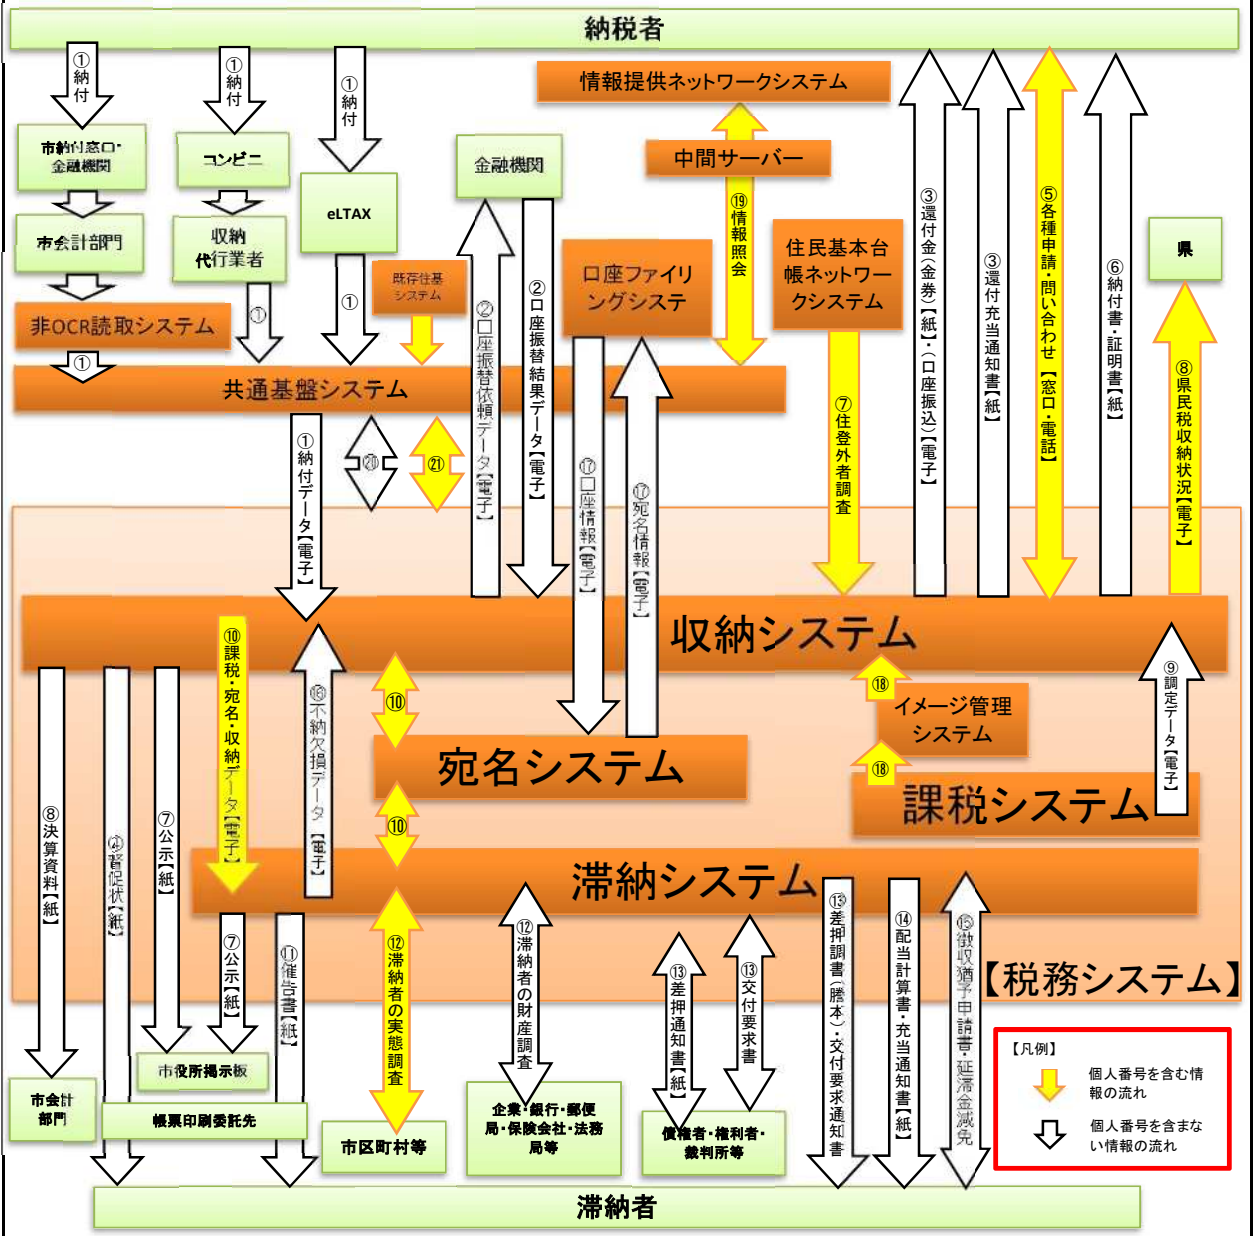 納税者
①納付
①納付
①納付
情報提供ネットワークシステム
市納付窓口・
金融機関
コンビニ
金融機関
中間サーバー
eLTAX
⑲情報照会
③還付金(金券)【紙】・(口座振込)【電子】
③還付充当通知書【紙】
⑤各種申請・問い合わせ【窓口・電話】
⑥納付書・証明書【紙】
市会計部門
収納
代行業者
口座ファイリ
ングシステ
住民基本台
帳ネットワー
クシステム
県
既存住基
システム
①
①
②口座振替依頼データ【電子】
②口座振替結果データ【電子】
非OCR読取システム
①
共通基盤システム
⑦住登外者調査
⑧県民税収納状況【電子】
①納付データ【電子】
⑳
㉑
⑰口座情報【電子】
⑰宛名情報【電子】
収納システム
⑩課税・宛名・収納データ【電子】
⑯不納欠損データ【電子】
⑩
⑱
イメージ管理
システム
⑨調定データ【電子】
宛名システム
⑱
課税システム
⑩
⑧決算資料【紙】
④督促状【紙】
⑦公示【紙】
滞納システム
⑦公示【紙】
⑪催告書【紙】
⑫滞納者の実態調査
⑫滞納者の財産調査
⑬差押通知書【紙】
⑬交付要求書
⑬差押調書(謄本)・交付要求通知書
⑭配当計算書・充当通知書【紙】
⑮徴収猶予申請書・延滞金減免
【税務システム】
【凡例】
個人番号を含む情
報の流れ
個人番号を含まな
い情報の流れ
市役所掲示板
市会計
部門
帳票印刷委託先
市区町村等
企業・銀行・郵便
局・保険会社・法務
局等
債権者・権利者・
裁判所等
滞納者